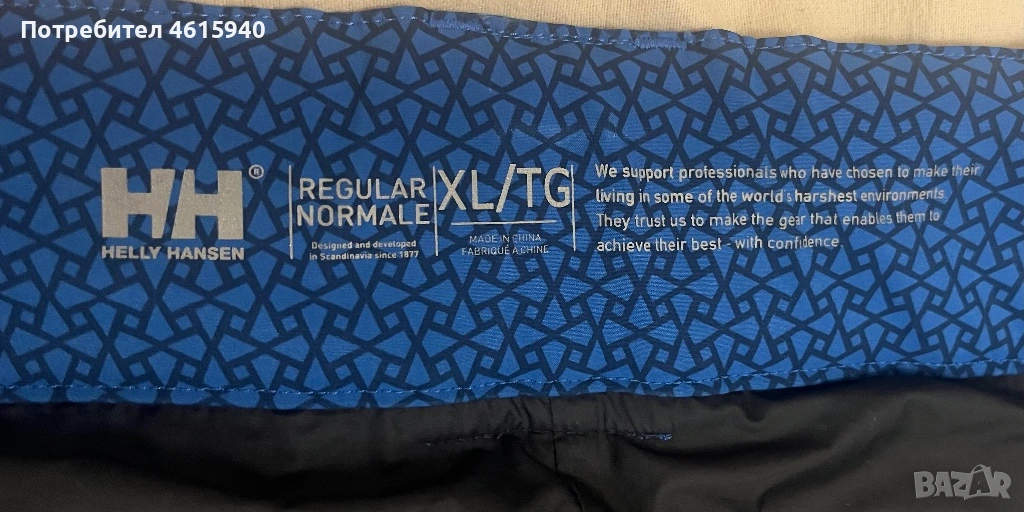 Потребител 4615940
HH®
HELLY HANSEN
REGULAR
NORMALE
Designed and developed
in Scandinavia since 1877
XL/TG
MADE IN CHINA
FABRIQUÉ A CHINE
We support professionals who have chosen to make their
living in some of the world's harshest environments.
They trust us to make the gear that enables them to
achieve their best - with confidence.
BAZAR